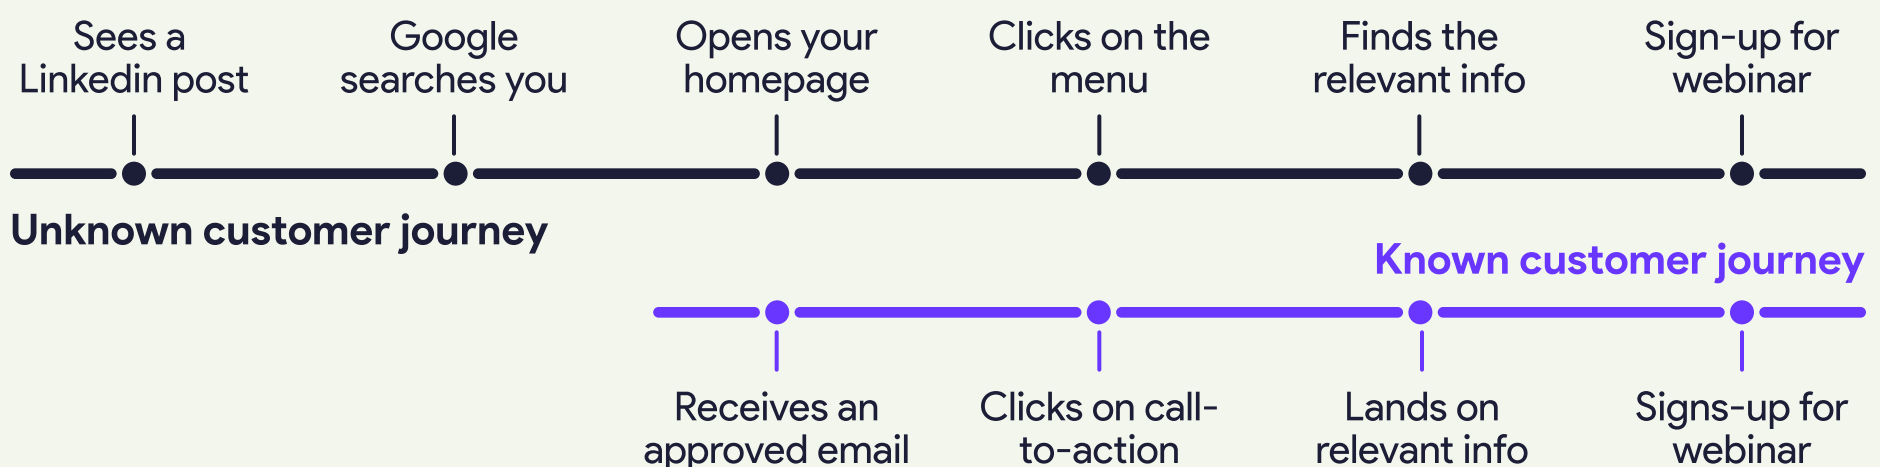 Sees a
Linkedin post
Google
searches you
Opens your
homepage
Clicks on the
menu
Finds the
relevant info
Sign-up for
webinar
Unknown customer journey
Known customer journey
Receives an
approved email
Clicks on call-
to-action
Lands on
relevant info
Signs-up for
webinar